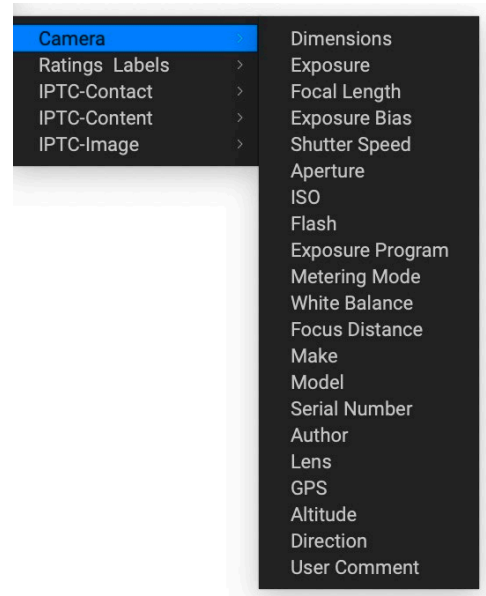 Camera
Ratings Labels
IPTC-Contact
IPTC-Content
IPTC-Image
Dimensions
Exposure
Focal Length
Exposure Bias
Shutter Speed
Aperture
ISO
Flash
Exposure Program
Metering Mode
White Balance
Focus Distance
Make
Model
Serial Number
Author
Lens
GPS
Altitude
Direction
User Comment